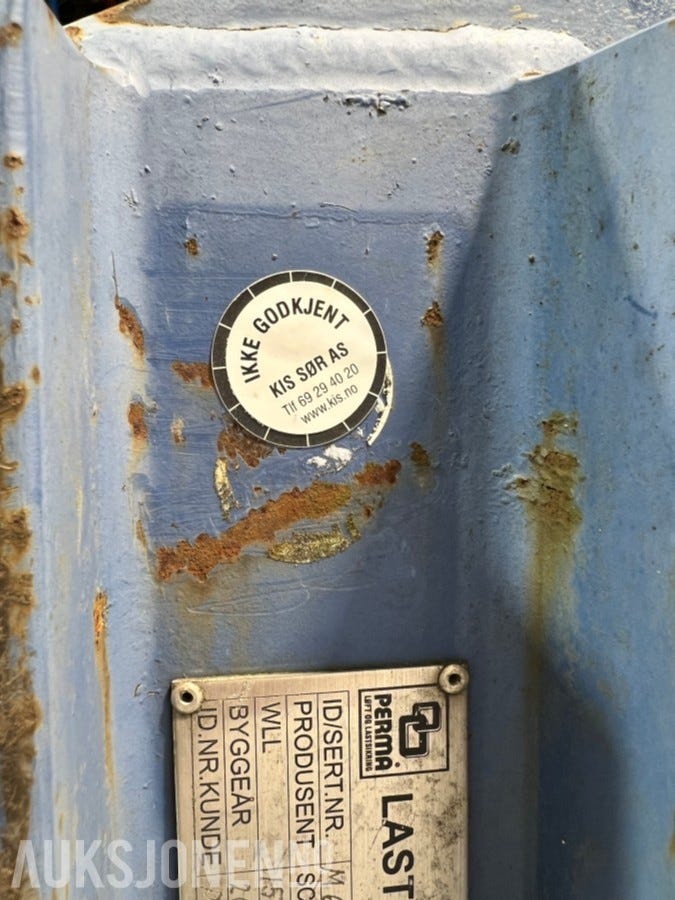 IKKE GODKJENT
KIS SØR AS
Tlf 69 29 40 20
www.kis.no
PERMA
LØFT OG LASTSIKRING
LAST
ID/SERT.NR.
PRODUSENT
WLL
BYGGEÅR
ID.NR.KUNDE
AUKSJONEN